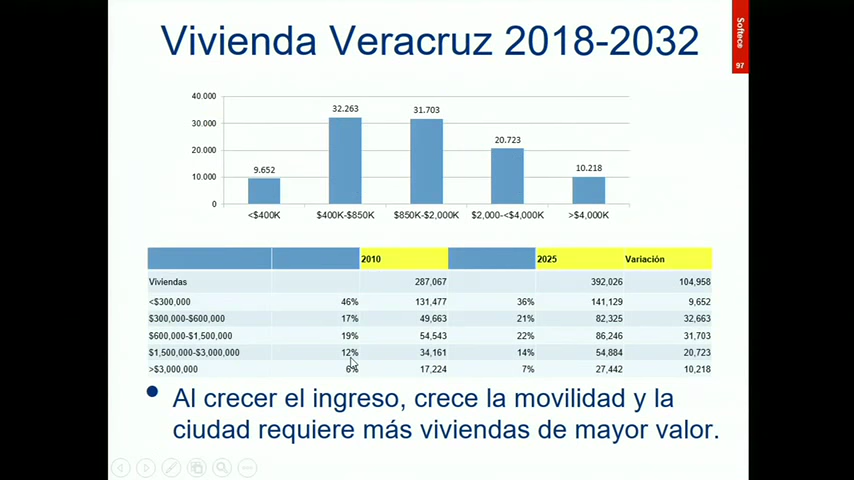 Vivienda Veracruz 2018-2032
Softece
97
40.000
30.000
20.000
10.000
0
9.652
32.263
31.703
20.723
10.218
<$400K
$400K-$850K
$850K-$2,000K
$2,000-<$4,000K
>$4,000K
2010 2025 Variación
Viviendas 287,067 392,026 104,958
<$300,000 46% 131,477 36% 141,129 9,652
$300,000-$600,000 17% 49,663 21% 82,325 32,663
$600,000-$1,500,000 19% 54,543 22% 86,246 31,703
$1,500,000-$3,000,000 12% 34,161 14% 54,884 20,723
>$3,000,000 6% 17,224 7% 27,442 10,218
• Al crecer el ingreso, crece la movilidad y la
ciudad requiere más viviendas de mayor valor.